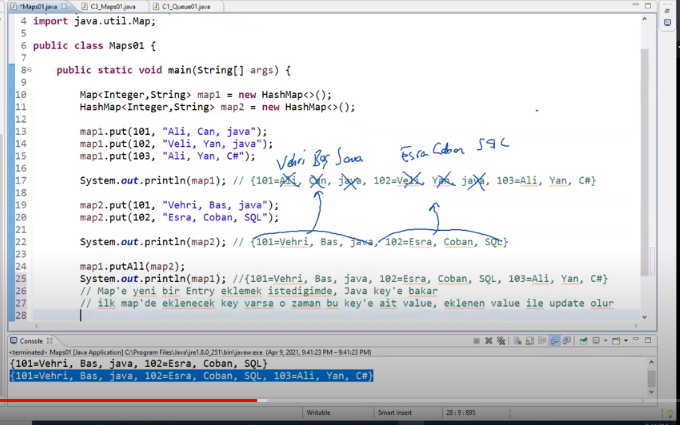 *Maps01.java C3_Maps01.java C1_Queue01.java
4 import java.util.Map;
5
6 public class Maps01 {
7
8 public static void main(String[] args) {
9
10 Map<Integer,String> map1 = new HashMap<>();
11 HashMap<Integer,String> map2 = new HashMap<>();
12
13 map1.put(101, "Ali, Can, java");
14 map1.put(102, "Veli, Yan, java");
15 map1.put(103, "Ali, Yan, C#");
16
Vehri Baş Java Esra Coban SQL
17 System.out.println(map1); // {101=Ali, Can, java, 102=Veli, Yan, java, 103=Ali, Yan, C#}
18
19 map2.put(101, "Vehri, Bas, java");
20 map2.put(102, "Esra, Coban, SQL");
21
22 System.out.println(map2); // {101=Vehri, Bas, java, 102=Esra, Coban, SQL}
23
24 map1.putAll(map2);
25 System.out.println(map1); //{101=Vehri, Bas, java, 102=Esra, Coban, SQL, 103=Ali, Yan, C#}
26 // Map'e yeni bir Entry eklemek istedigimde, Java key'e bakar
27 // ilk map'de eklenecek key varsa o zaman bu key'e ait value, eklenen value ile update olur
28
Console
<terminated> Maps01 [Java Application] C:\Program Files\Java\jre1.8.0_251\bin\javaw.exe (Apr 9, 2021, 9:41:23 PM – 9:41:23 PM)
{101=Vehri, Bas, java, 102=Esra, Coban, SQL}
{101=Vehri, Bas, java, 102=Esra, Coban, SQL, 103=Ali, Yan, C#}
Writable Smart Insert 28 : 9 : 895